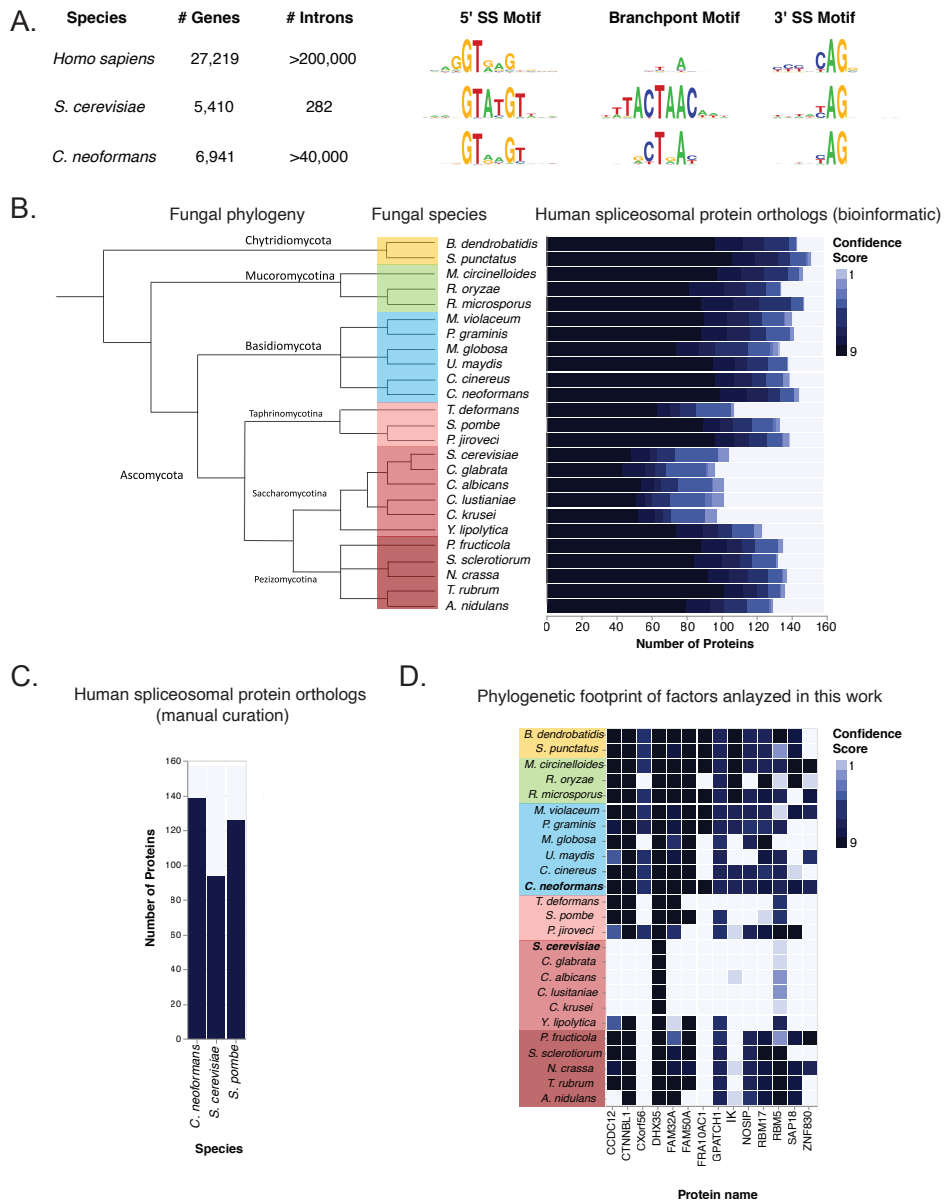 A.
Species # Genes # Introns 5' SS Motif Branchpont Motif 3' SS Motif
Homo sapiens 27,219 >200,000
S. cerevisiae 5,410 282 GTATGT TACTAAC AG
C. neoformans 6,941 >40,000
B.
Fungal phylogeny Fungal species Human spliceosomal protein orthologs (bioinformatic)
Chytridiomycota
Mucoromycotina
Basidiomycota
Taphrinomycotina
Ascomycota
Saccharomycotina
Pezizomycotina
B. dendrobatidis
S. punctatus
M. circinelloides
R. oryzae
R. microsporus
M. violaceum
P. graminis
M. globosa
U. maydis
C. cinereus
C. neoformans
T. deformans
S. pombe
P. jiroveci
S. cerevisiae
C. glabrata
C. albicans
C. lustianiae
C. krusei
Y. lipolytica
P. fructicola
S. sclerotiorum
N. crassa
T. rubrum
A. nidulans
Confidence
Score
1
9
0 20 40 60 80 100 120 140 160
Number of Proteins
C.
Human spliceosomal protein orthologs
(manual curation)
160
140
120
100
80
60
40
20
0
Number of Proteins
C. neoformans
S. cerevisiae
S. pombe
Species
D.
Phylogenetic footprint of factors anlayzed in this work
B. dendrobatidis
S. punctatus
M. circinelloides
R. oryzae
R. microsporus
M. violaceum
P. graminis
M. globosa
U. maydis
C. cinereus
C. neoformans
T. deformans
S. pombe
P. jiroveci
S. cerevisiae
C. glabrata
C. albicans
C. lusitaniae
C. krusei
Y. lipolytica
P. fructicola
S. sclerotiorum
N. crassa
T. rubrum
A. nidulans
Confidence
Score
1
9
CCDC12
CTNNBL1
CXorf56
DHX35
FAM32A
FAM50A
FRA10AC1
GPATCH1
IK
NOSIP
RBM17
RBM5
SAP18
ZNF830
Protein name